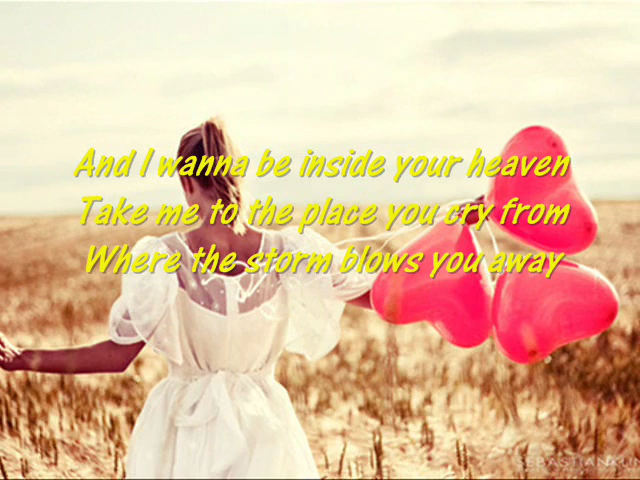 And I wanna be inside your heaven
Take me to the place you cry from
Where the storm blows you away